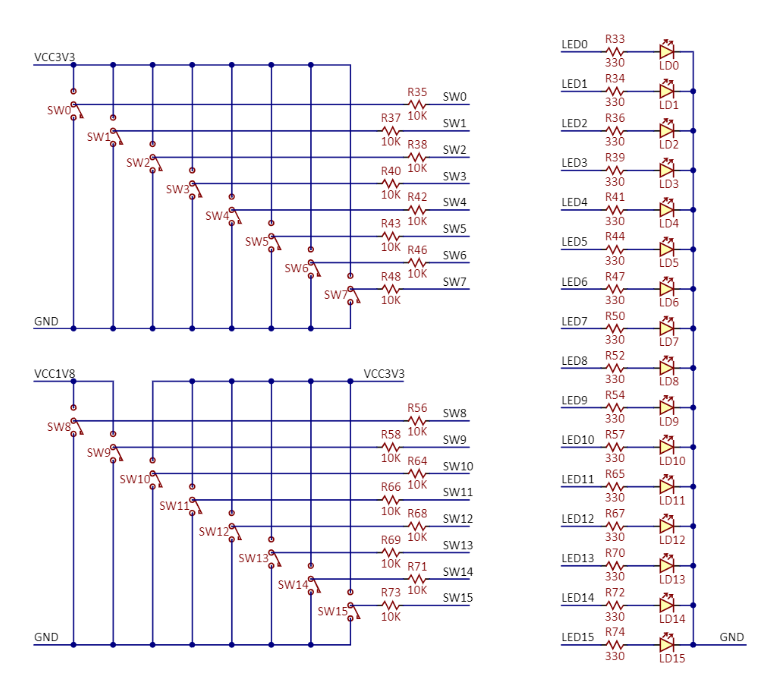 VCC3V3
SW0 R35 10K SW0
SW1 R37 10K SW1
SW2 R38 10K SW2
SW3 R40 10K SW3
SW4 R42 10K SW4
SW5 R43 10K SW5
SW6 R46 10K SW6
SW7 R48 10K SW7
GND
VCC1V8 VCC3V3
SW8 R56 10K SW8
SW9 R58 10K SW9
SW10 R64 10K SW10
SW11 R66 10K SW11
SW12 R68 10K SW12
SW13 R69 10K SW13
SW14 R71 10K SW14
SW15 R73 10K SW15
GND
LED0 R33 330 LD0
LED1 R34 330 LD1
LED2 R36 330 LD2
LED3 R39 330 LD3
LED4 R41 330 LD4
LED5 R44 330 LD5
LED6 R47 330 LD6
LED7 R50 330 LD7
LED8 R52 330 LD8
LED9 R54 330 LD9
LED10 R57 330 LD10
LED11 R65 330 LD11
LED12 R67 330 LD12
LED13 R70 330 LD13
LED14 R72 330 LD14
LED15 R74 330 LD15 GND